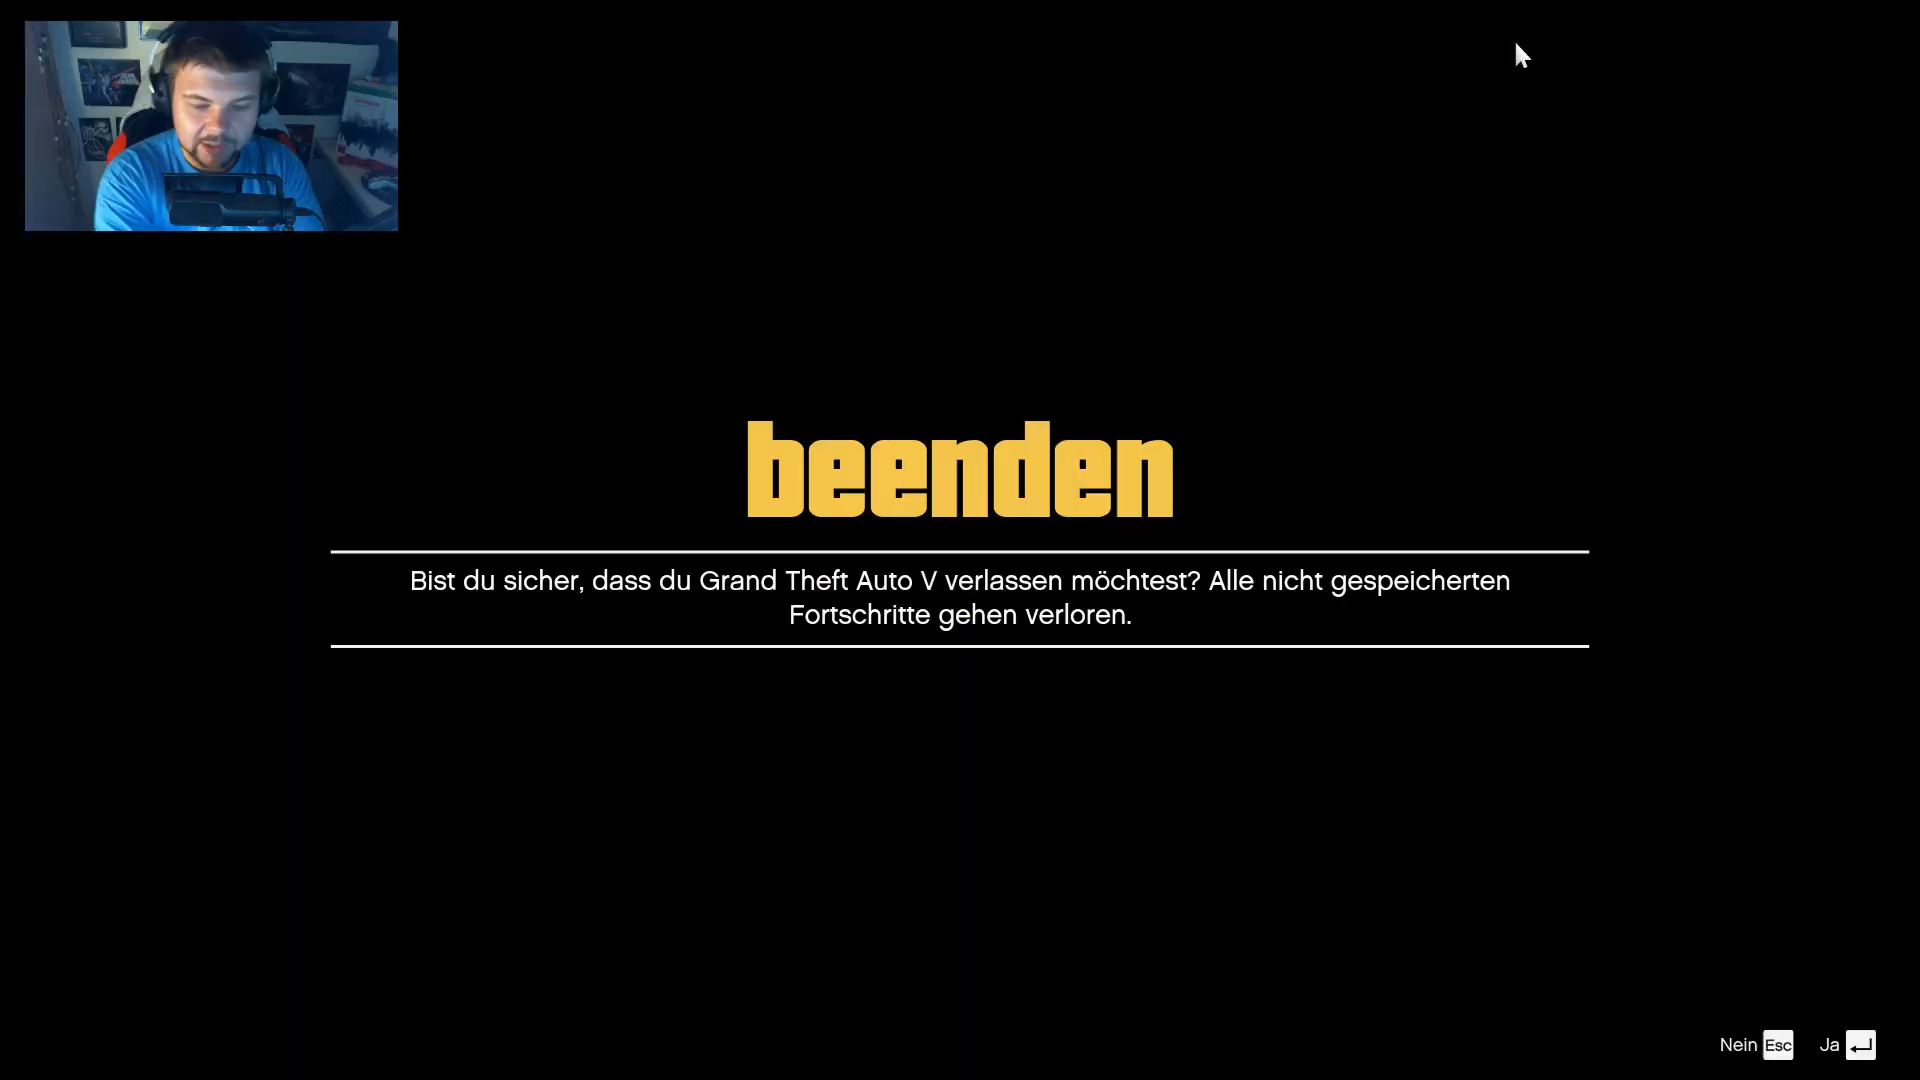 beenden
Bist du sicher, dass du Grand Theft Auto V verlassen möchtest? Alle nicht gespeicherten
Fortschritte gehen verloren.
Nein Esc Ja